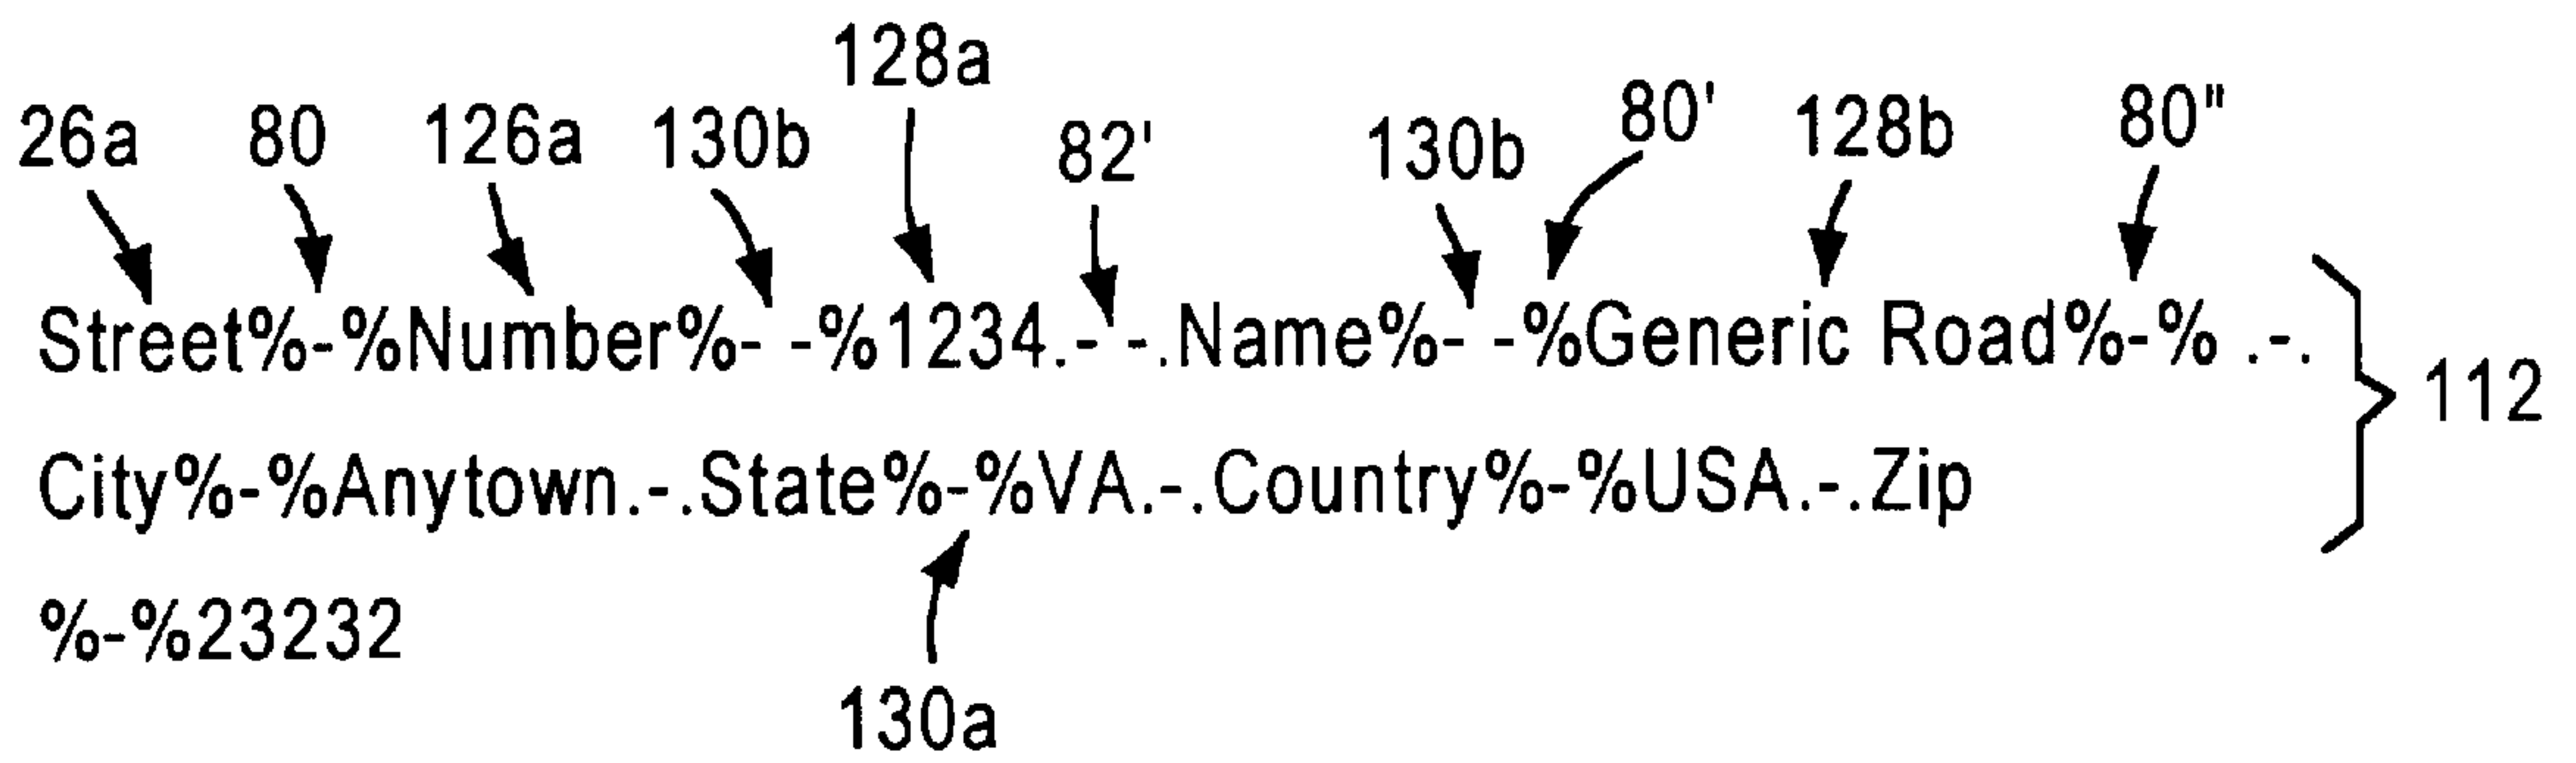 128a
26a 80 126a 130b 82' 130b 80' 128b 80"
Street%-%Number%- -%1234.- -.Name%- -%Generic Road%-% .-.
112
City%-%Anytown.-.State%-%VA.-.Country%-%USA.-.Zip
%-%23232
130a